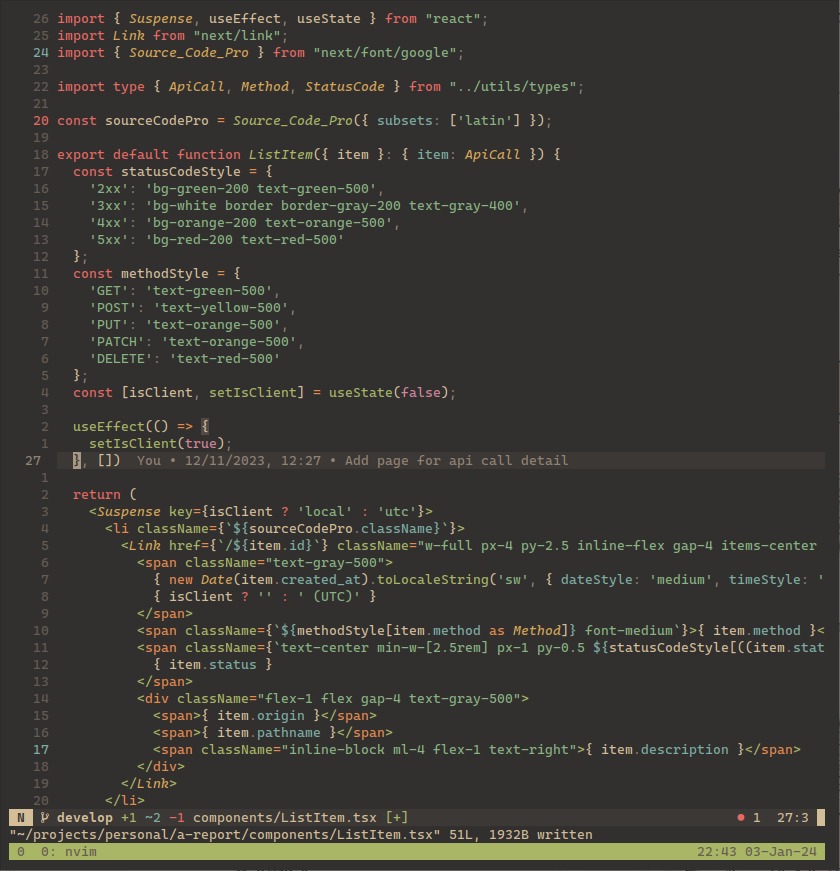 26 import { Suspense, useEffect, useState } from "react";
25 import Link from "next/link";
24 import { Source_Code_Pro } from "next/font/google";
23
22 import type { ApiCall, Method, StatusCode } from "../utils/types";
21
20 const sourceCodePro = Source_Code_Pro({ subsets: ['latin'] });
19
18 export default function ListItem({ item }: { item: ApiCall }) {
17   const statusCodeStyle = {
16     '2xx': 'bg-green-200 text-green-500',
15     '3xx': 'bg-white border border-gray-200 text-gray-400',
14     '4xx': 'bg-orange-200 text-orange-500',
13     '5xx': 'bg-red-200 text-red-500'
12   };
11   const methodStyle = {
10     'GET': 'text-green-500',
9     'POST': 'text-yellow-500',
8     'PUT': 'text-orange-500',
7     'PATCH': 'text-orange-500',
6     'DELETE': 'text-red-500'
5   };
4   const [isClient, setIsClient] = useState(false);
3
2   useEffect(() => {
1     setIsClient(true);
27   }, [])  You • 12/11/2023, 12:27 • Add page for api call detail
1
2   return (
3     <Suspense key={isClient ? 'local' : 'utc'}>
4       <li className={`${sourceCodePro.className}`}>
5         <Link href={`/${item.id}`} className="w-full px-4 py-2.5 inline-flex gap-4 items-center
6           <span className="text-gray-500">
7             { new Date(item.created_at).toLocaleString('sw', { dateStyle: 'medium', timeStyle: '
8             { isClient ? '' : ' (UTC)' }
9           </span>
10           <span className={`${methodStyle[item.method as Method]} font-medium`}>{ item.method }<
11           <span className={`text-center min-w-[2.5rem] px-1 py-0.5 ${statusCodeStyle[((item.stat
12             { item.status }
13           </span>
14           <div className="flex-1 flex gap-4 text-gray-500">
15             <span>{ item.origin }</span>
16             <span>{ item.pathname }</span>
17             <span className="inline-block ml-4 flex-1 text-right">{ item.description }</span>
18           </div>
19         </Link>
20       </li>
N develop +1 ~2 -1 components/ListItem.tsx [+] ● 1 27:3
"~/projects/personal/a-report/components/ListItem.tsx" 51L, 1932B written
0 0: nvim 22:43 03-Jan-24